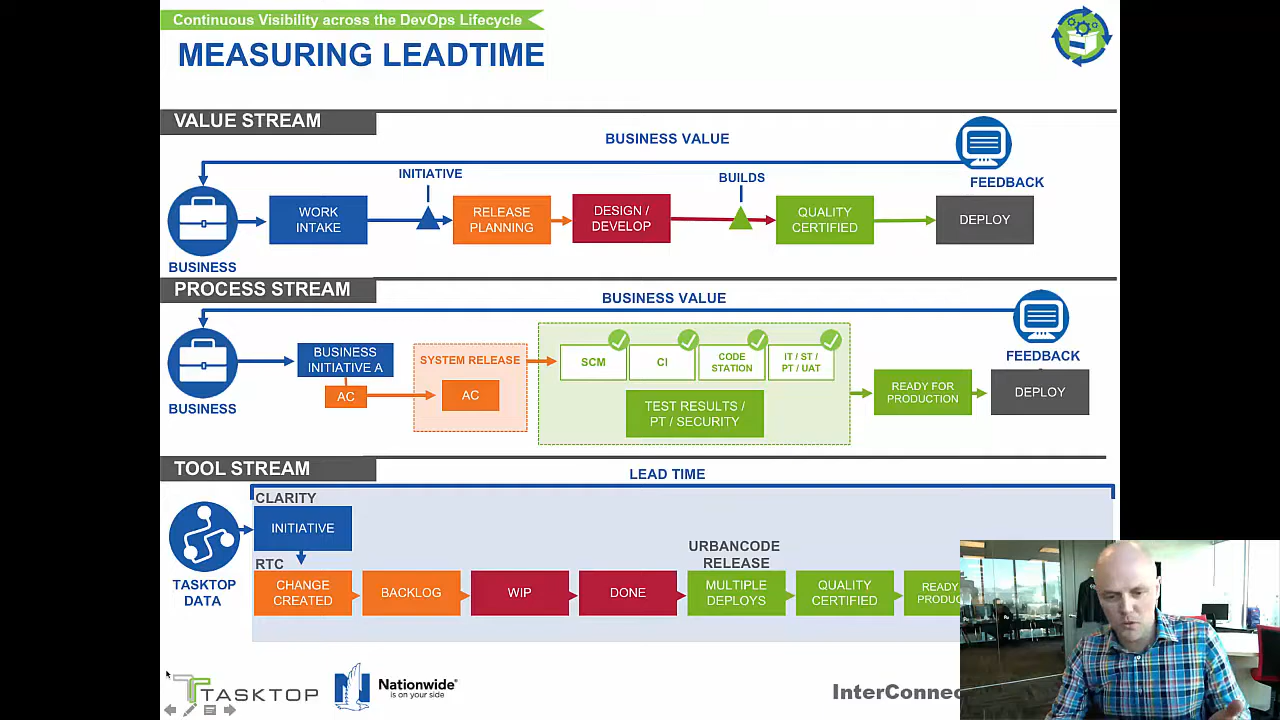 Continuous Visibility across the DevOps Lifecycle
MEASURING LEADTIME
VALUE STREAM
BUSINESS VALUE
INITIATIVE
BUILDS
FEEDBACK
WORK
INTAKE
RELEASE
PLANNING
DESIGN /
DEVELOP
QUALITY
CERTIFIED
DEPLOY
BUSINESS
PROCESS STREAM
BUSINESS VALUE
BUSINESS
INITIATIVE A
AC
SYSTEM RELEASE
AC
SCM
CI
CODE
STATION
IT / ST /
PT / UAT
TEST RESULTS /
PT / SECURITY
READY FOR
PRODUCTION
FEEDBACK
DEPLOY
BUSINESS
TOOL STREAM
LEAD TIME
CLARITY
INITIATIVE
RTC
URBANCODE
RELEASE
TASKTOP
DATA
CHANGE
CREATED
BACKLOG
WIP
DONE
MULTIPLE
DEPLOYS
QUALITY
CERTIFIED
READY
PRODUC
TASKTOP
Nationwide
is on your side
InterConnec